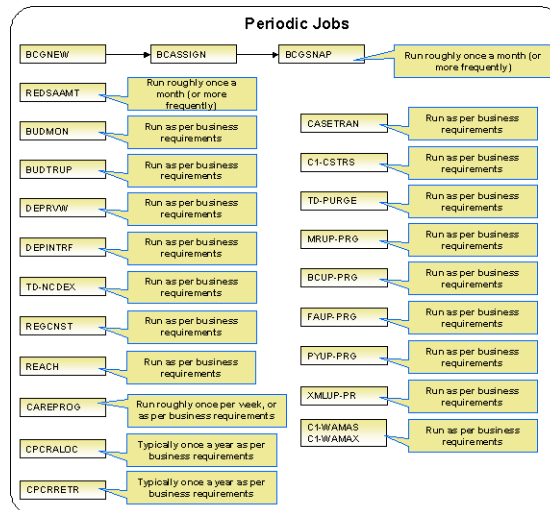 Periodic Jobs
BCGNEW
BCASSIGN
BCGSNAP
Run roughly once a month (or
more frequently)
REDSAAMT
Run roughly once a
month (or more
frequently)
BUDMON
Run as per business
requirements
BUDTRUP
Run as per business
requirements
DEPRVW
Run as per business
requirements
DEPINTRF
Run as per business
requirements
TD-NCDEX
Run as per business
requirements
REGCNST
Run as per business
requirements
REACH
Run as per business
requirements
CAREPROG
Run roughly once per week, or
as per business requirements
CPCRALOC
Typically once a year as per
business requirements
CPCRRETR
Typically once a year as per
business requirements
CASETRAN
Run as per business
requirements
C1-CSTRS
Run as per business
requirements
TD-PURGE
Run as per business
requirements
MRUP-PRG
Run as per business
requirements
BCUP-PRG
Run as per business
requirements
FAUP-PRG
Run as per business
requirements
PYUP-PRG
Run as per business
requirements
XMLUP-PR
Run as per business
requirements
C1-WAMAS
C1-WAMAX
Run as per business
requirements